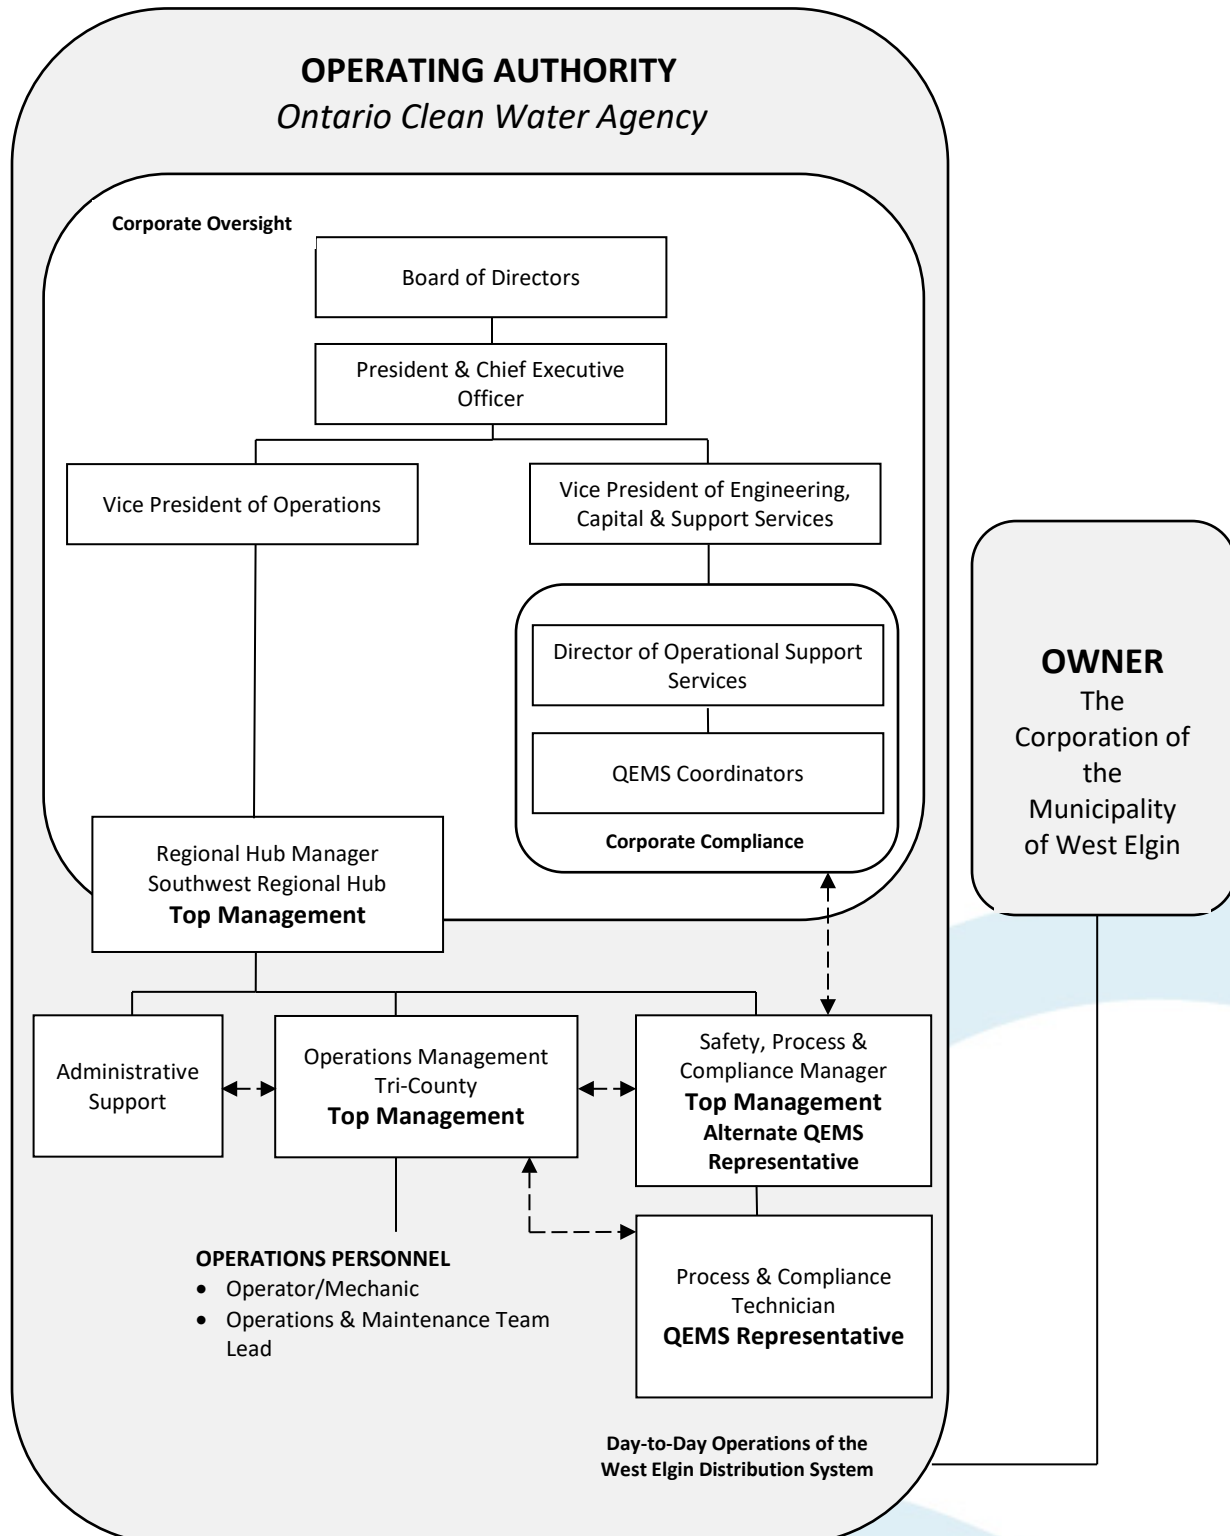 OPERATING AUTHORITY
Ontario Clean Water Agency
Corporate Oversight
Board of Directors
President & Chief Executive
Officer
Vice President of Operations
Vice President of Engineering,
Capital & Support Services
Director of Operational Support
Services
QEMS Coordinators
Corporate Compliance
OWNER
The
Corporation of
the
Municipality
of West Elgin
Regional Hub Manager
Southwest Regional Hub
Top Management
Administrative
Support
Operations Management
Tri-County
Top Management
Safety, Process &
Compliance Manager
Top Management
Alternate QEMS
Representative
OPERATIONS PERSONNEL
• Operator/Mechanic
• Operations & Maintenance Team
Lead
Process & Compliance
Technician
QEMS Representative
Day-to-Day Operations of the
West Elgin Distribution System